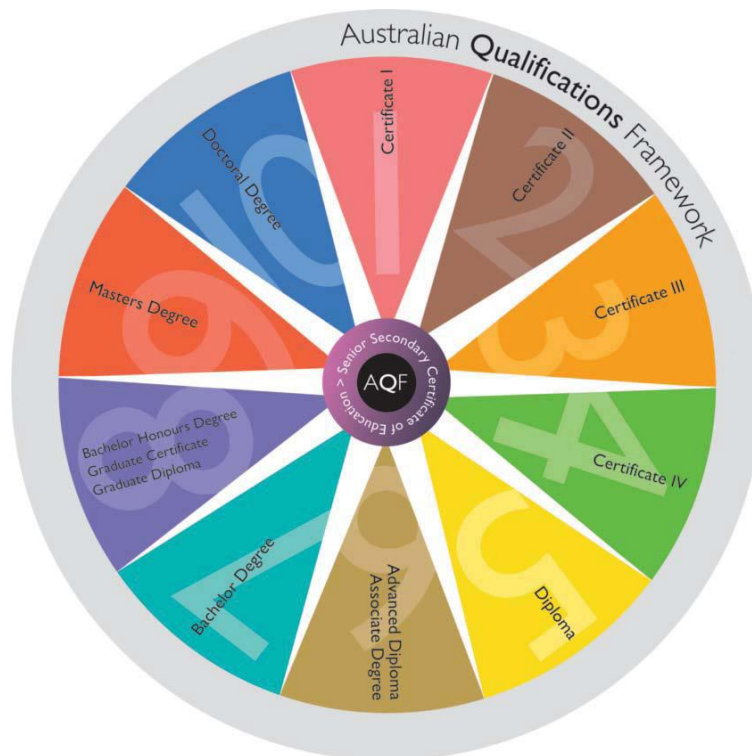 Australian Qualifications Framework
1
Certificate I
2
Certificate II
3
Certificate III
4
Certificate IV
5
Diploma
6
Advanced Diploma
Associate Degree
7
Bachelor Degree
8
Bachelor Honours Degree
Graduate Certificate
Graduate Diploma
9
Masters Degree
10
Doctoral Degree
Senior Secondary Certificate of Education >
AQF